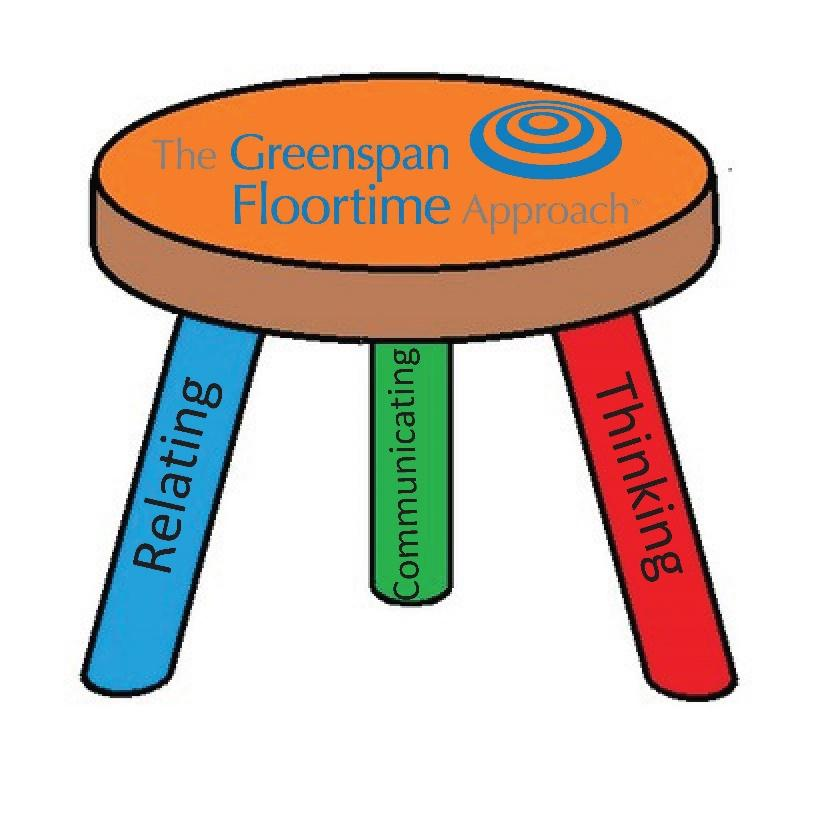 The Greenspan
Floortime Approach™
Relating
Communicating
Thinking